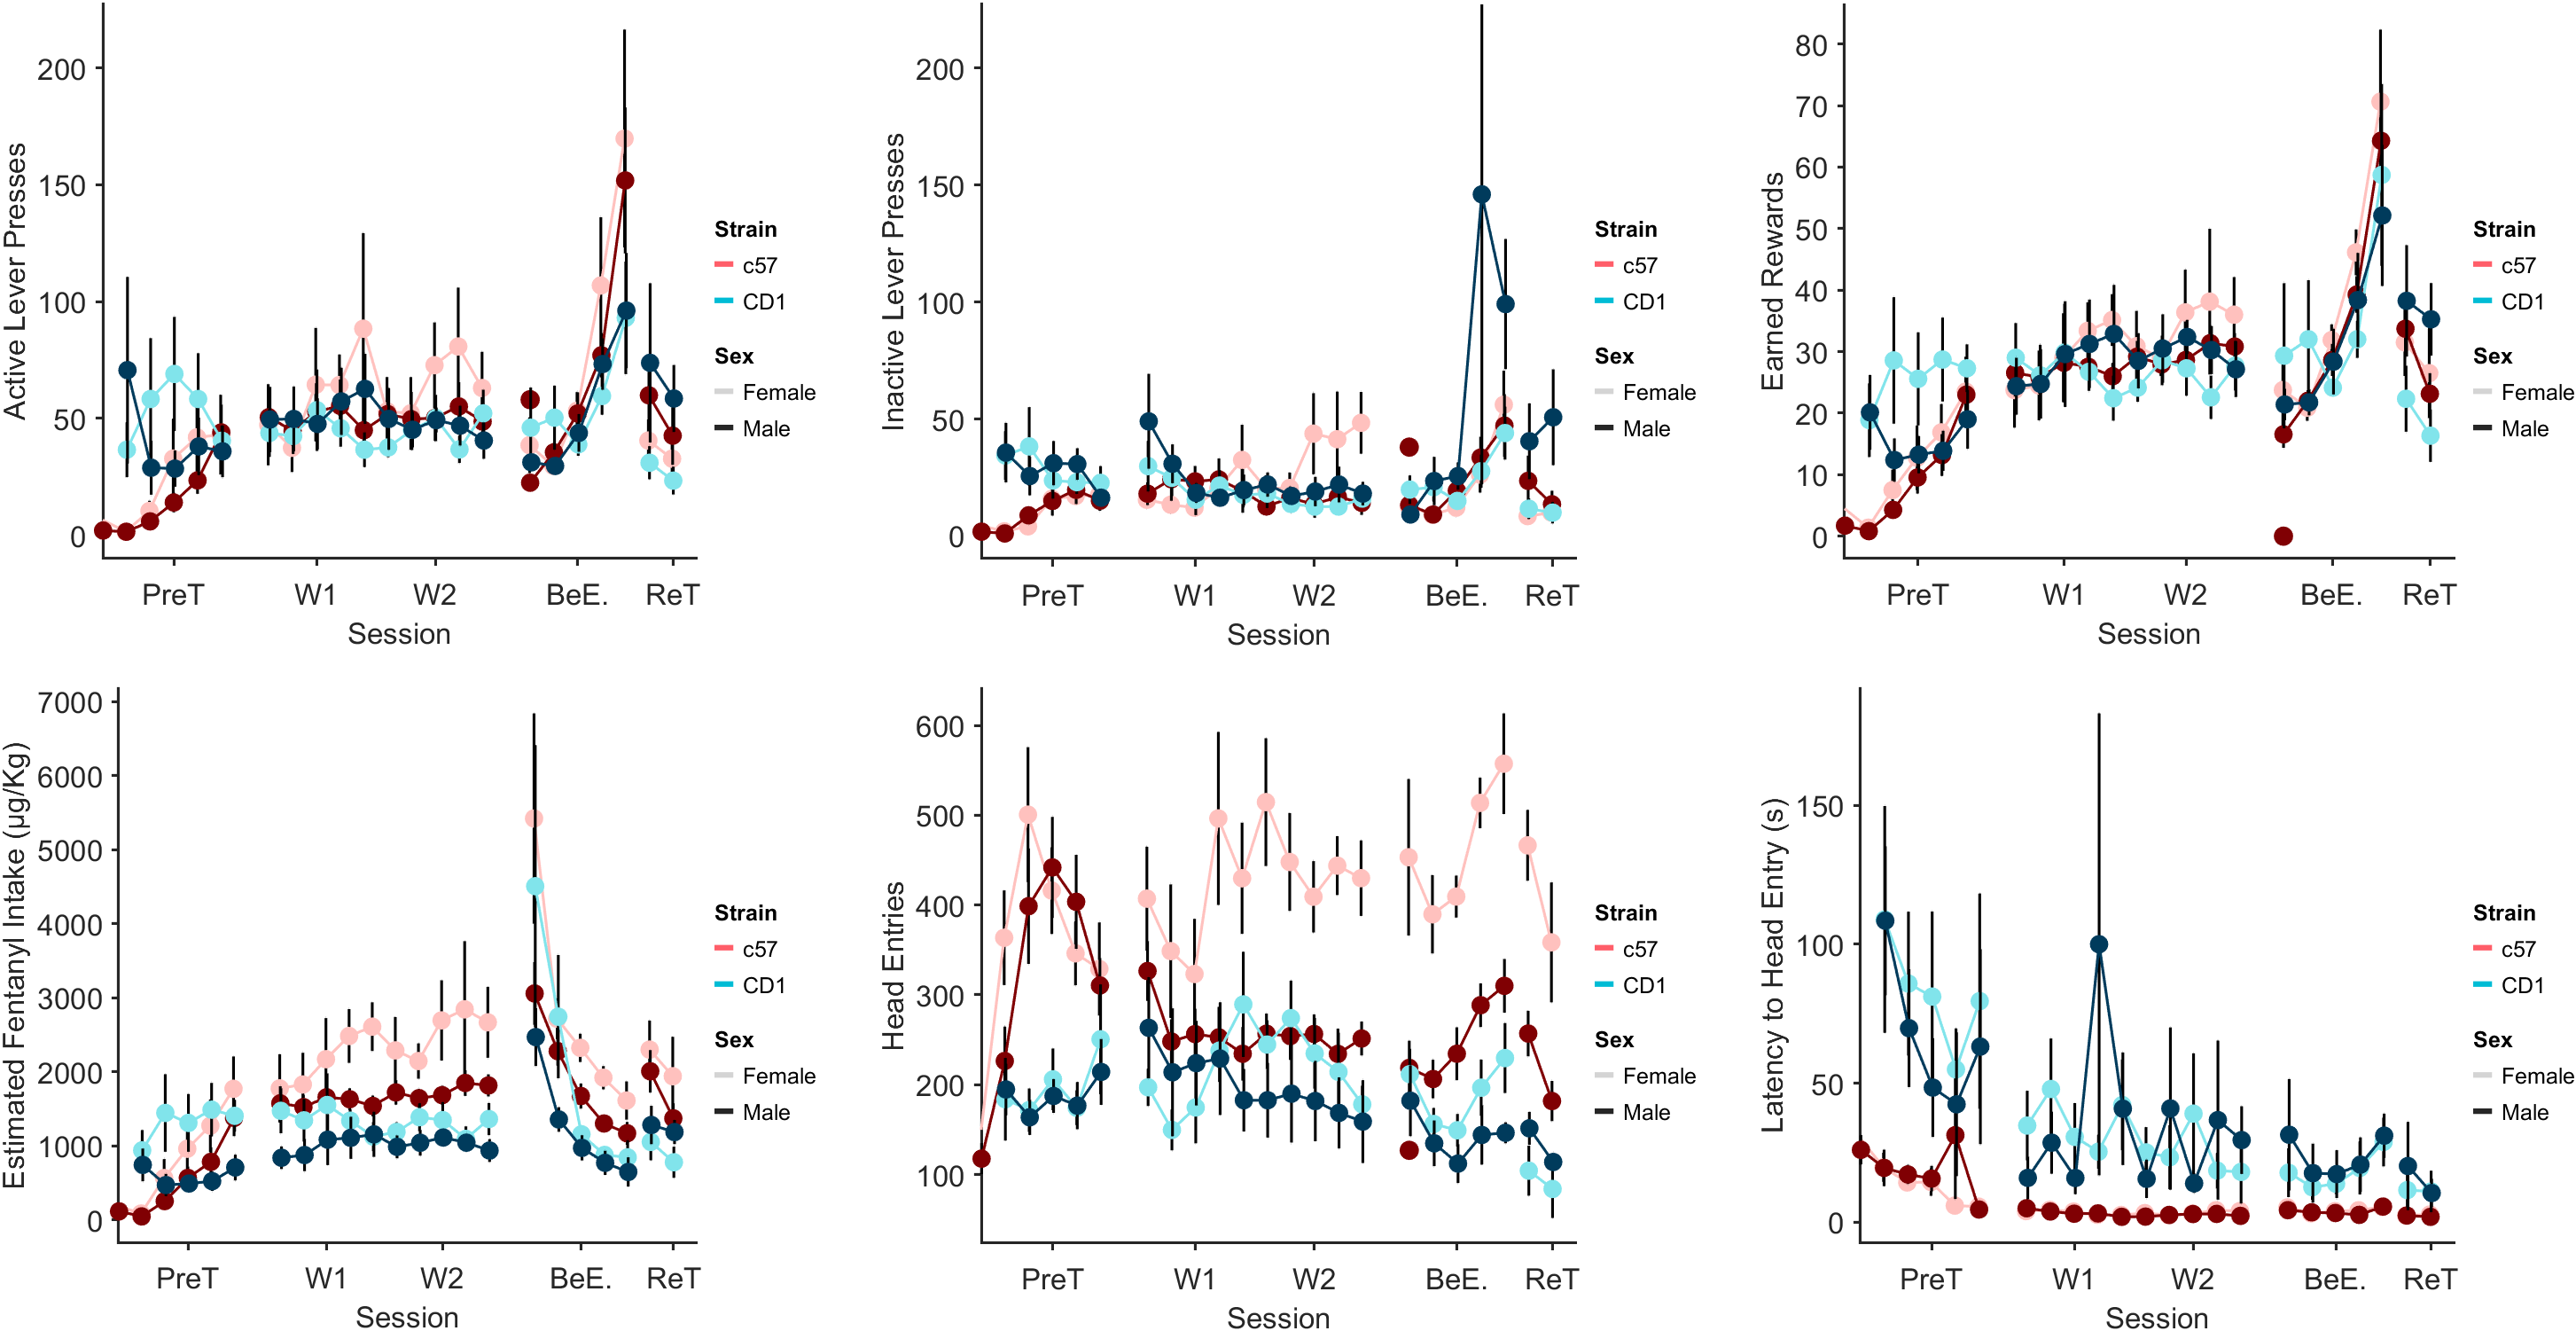 Active Lever Presses
200
150
100
50
0
PreT W1 W2 BeE. ReT
Session
Strain
c57
CD1
Sex
Female
Male
Inactive Lever Presses
200
150
100
50
0
PreT W1 W2 BeE. ReT
Session
Strain
c57
CD1
Sex
Female
Male
Earned Rewards
80
70
60
50
40
30
20
10
0
PreT W1 W2 BeE. ReT
Session
Strain
c57
CD1
Sex
Female
Male
Estimated Fentanyl Intake (µg/Kg)
7000
6000
5000
4000
3000
2000
1000
0
PreT W1 W2 BeE. ReT
Session
Strain
c57
CD1
Sex
Female
Male
Head Entries
600
500
400
300
200
100
PreT W1 W2 BeE. ReT
Session
Strain
c57
CD1
Sex
Female
Male
Latency to Head Entry (s)
150
100
50
0
PreT W1 W2 BeE. ReT
Session
Strain
c57
CD1
Sex
Female
Male